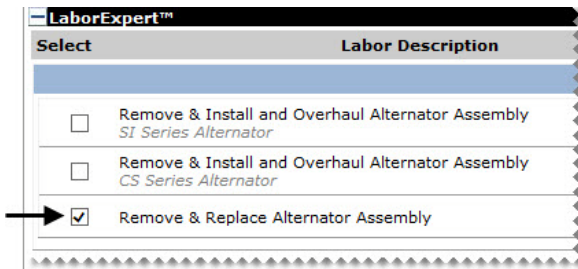 LaborExpert™
Select Labor Description
Remove & Install and Overhaul Alternator Assembly
SI Series Alternator
Remove & Install and Overhaul Alternator Assembly
CS Series Alternator
Remove & Replace Alternator Assembly